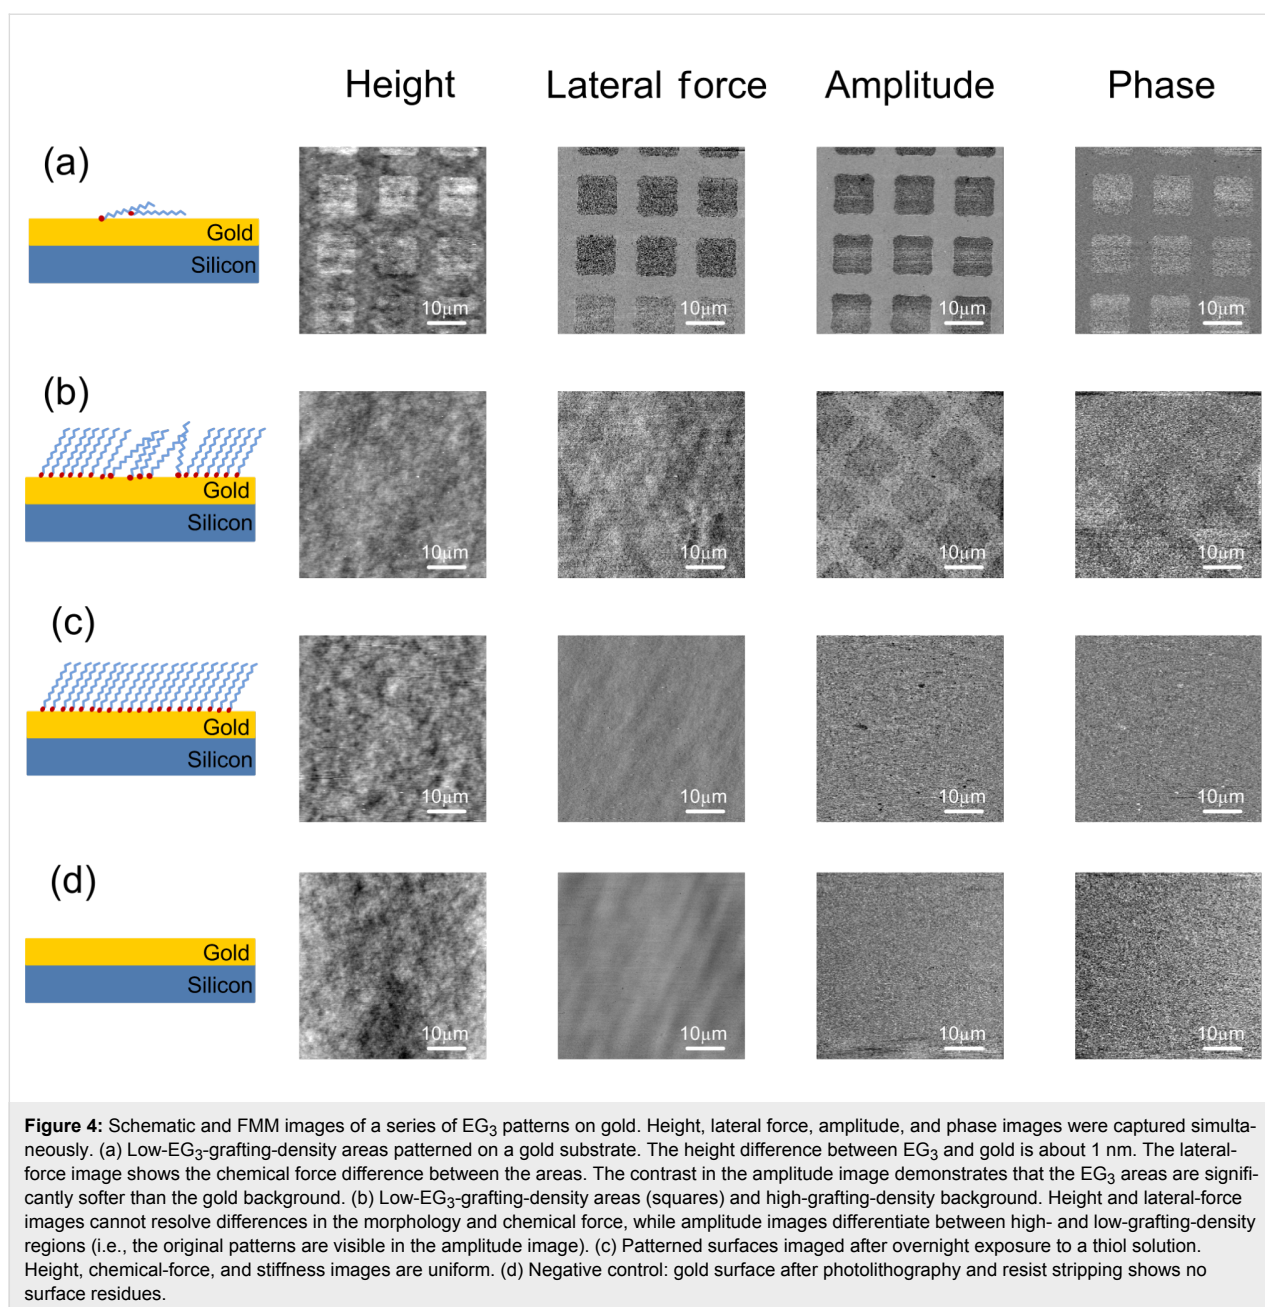 Height Lateral force Amplitude Phase
(a)
Gold
Silicon
10μm 10μm 10μm 10μm
(b)
Gold
Silicon
10μm 10μm 10μm 10μm
(c)
Gold
Silicon
10μm 10μm 10μm 10μm
(d)
Gold
Silicon
10μm 10μm 10μm 10μm
Figure 4: Schematic and FMM images of a series of EG₃ patterns on gold. Height, lateral force, amplitude, and phase images were captured simulta-
neously. (a) Low-EG₃-grafting-density areas patterned on a gold substrate. The height difference between EG₃ and gold is about 1 nm. The lateral-
force image shows the chemical force difference between the areas. The contrast in the amplitude image demonstrates that the EG₃ areas are signifi-
cantly softer than the gold background. (b) Low-EG₃-grafting-density areas (squares) and high-grafting-density background. Height and lateral-force
images cannot resolve differences in the morphology and chemical force, while amplitude images differentiate between high- and low-grafting-density
regions (i.e., the original patterns are visible in the amplitude image). (c) Patterned surfaces imaged after overnight exposure to a thiol solution.
Height, chemical-force, and stiffness images are uniform. (d) Negative control: gold surface after photolithography and resist stripping shows no
surface residues.